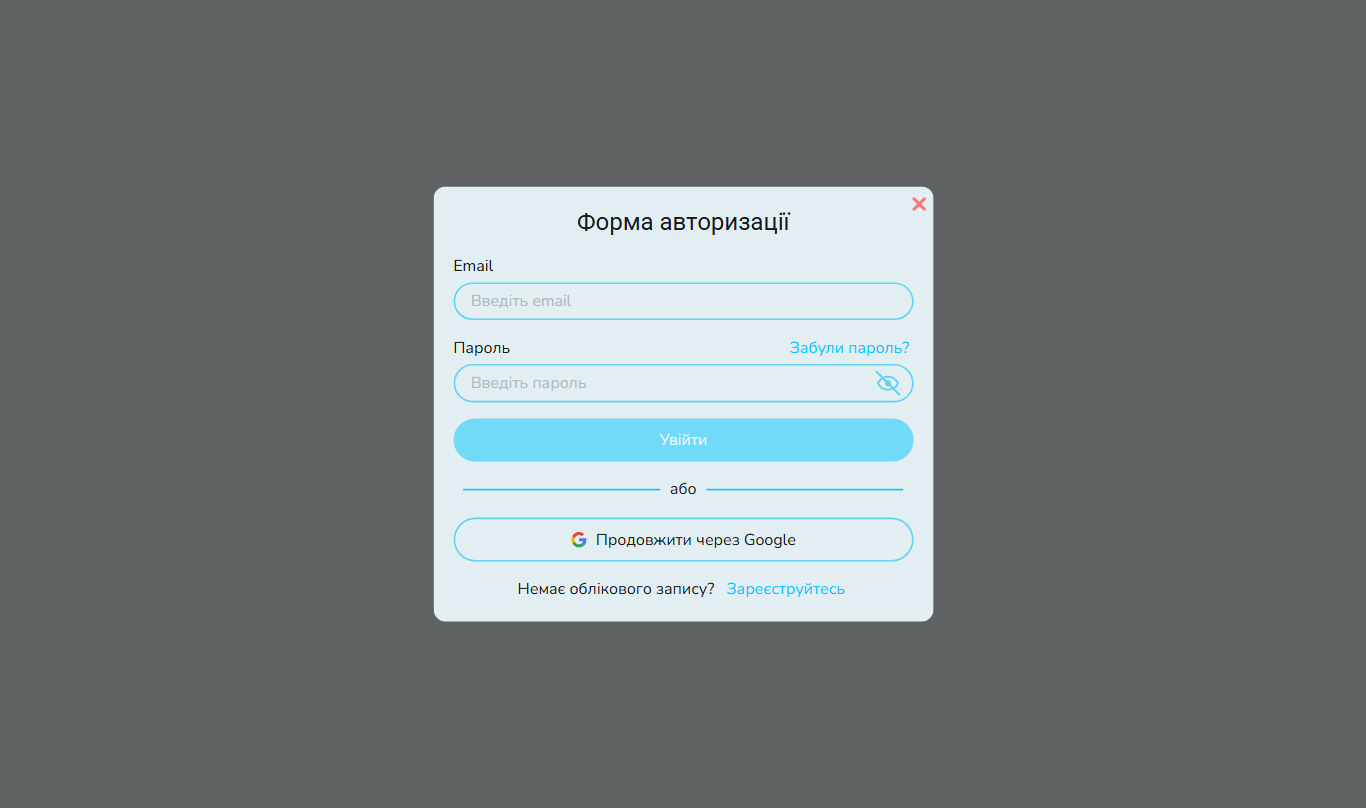 Форма авторизації
Email
Введіть email
Пароль Забули пароль?
Введіть пароль
Увійти
або
Продовжити через Google
Немає облікового запису? Зареєструйтесь